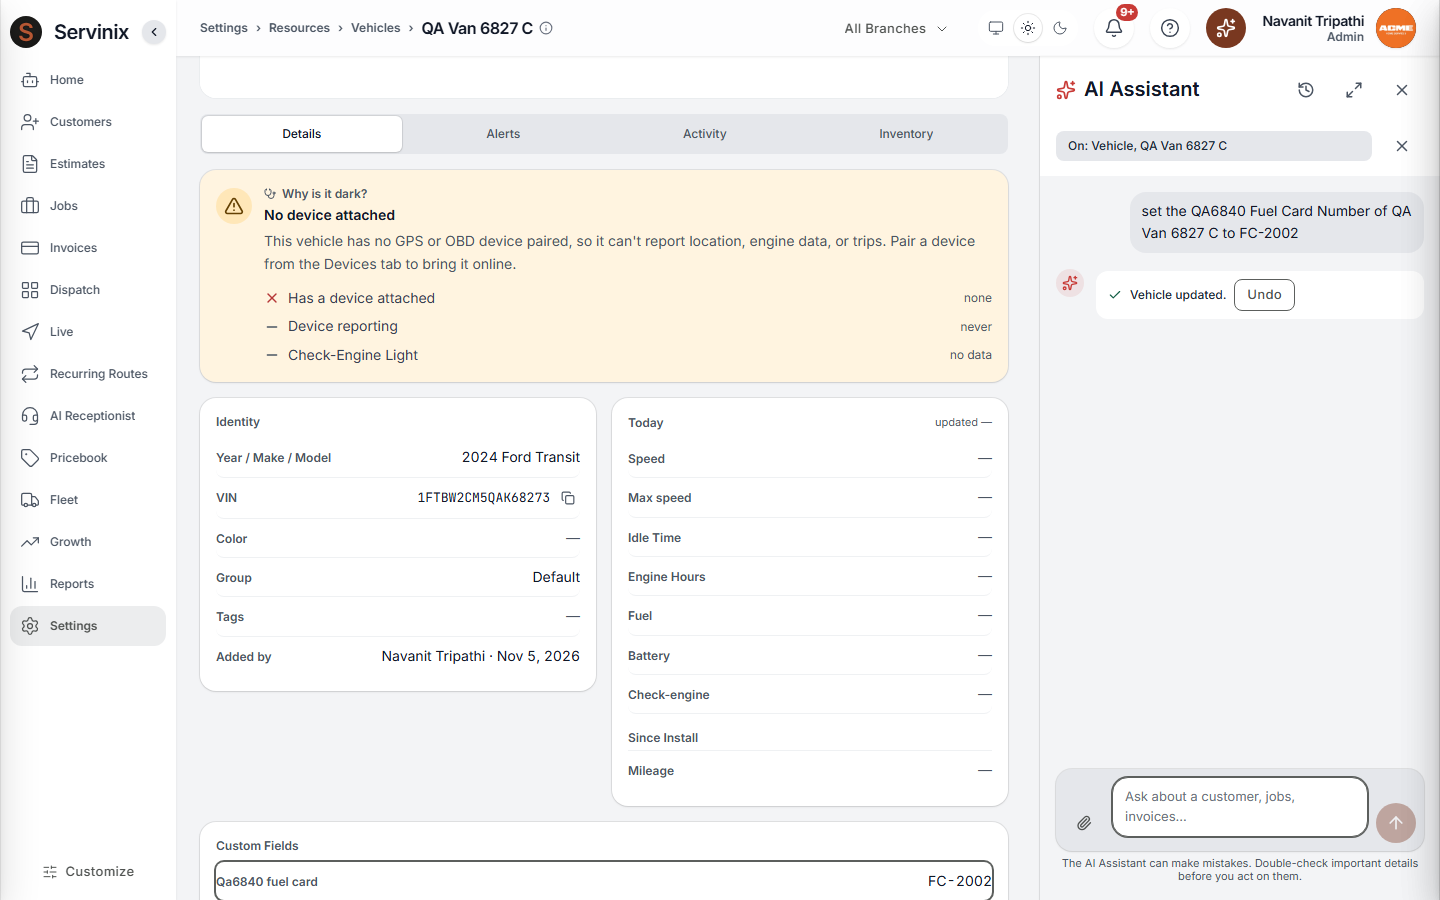 S
Servinix
Settings › Resources › Vehicles › QA Van 6827 C
All Branches
9+
Navanit Tripathi
Admin
ACME
Home
Customers
Estimates
Jobs
Invoices
Dispatch
Live
Recurring Routes
AI Receptionist
Pricebook
Fleet
Growth
Reports
Settings
Customize
Details
Alerts
Activity
Inventory
Why is it dark?
No device attached
This vehicle has no GPS or OBD device paired, so it can't report location, engine data, or trips. Pair a device
from the Devices tab to bring it online.
Has a device attached none
Device reporting never
Check-Engine Light no data
Identity
Year / Make / Model 2024 Ford Transit
VIN 1FTBW2CM5QAK68273
Color —
Group Default
Tags —
Added by Navanit Tripathi · Nov 5, 2026
Today updated —
Speed —
Max speed —
Idle Time —
Engine Hours —
Fuel —
Battery —
Check-engine —
Since Install
Mileage —
Custom Fields
Qa6840 fuel card FC-2002
AI Assistant
On: Vehicle, QA Van 6827 C
set the QA6840 Fuel Card Number of QA
Van 6827 C to FC-2002
Vehicle updated. Undo
Ask about a customer, jobs,
invoices...
The AI Assistant can make mistakes. Double-check important details
before you act on them.